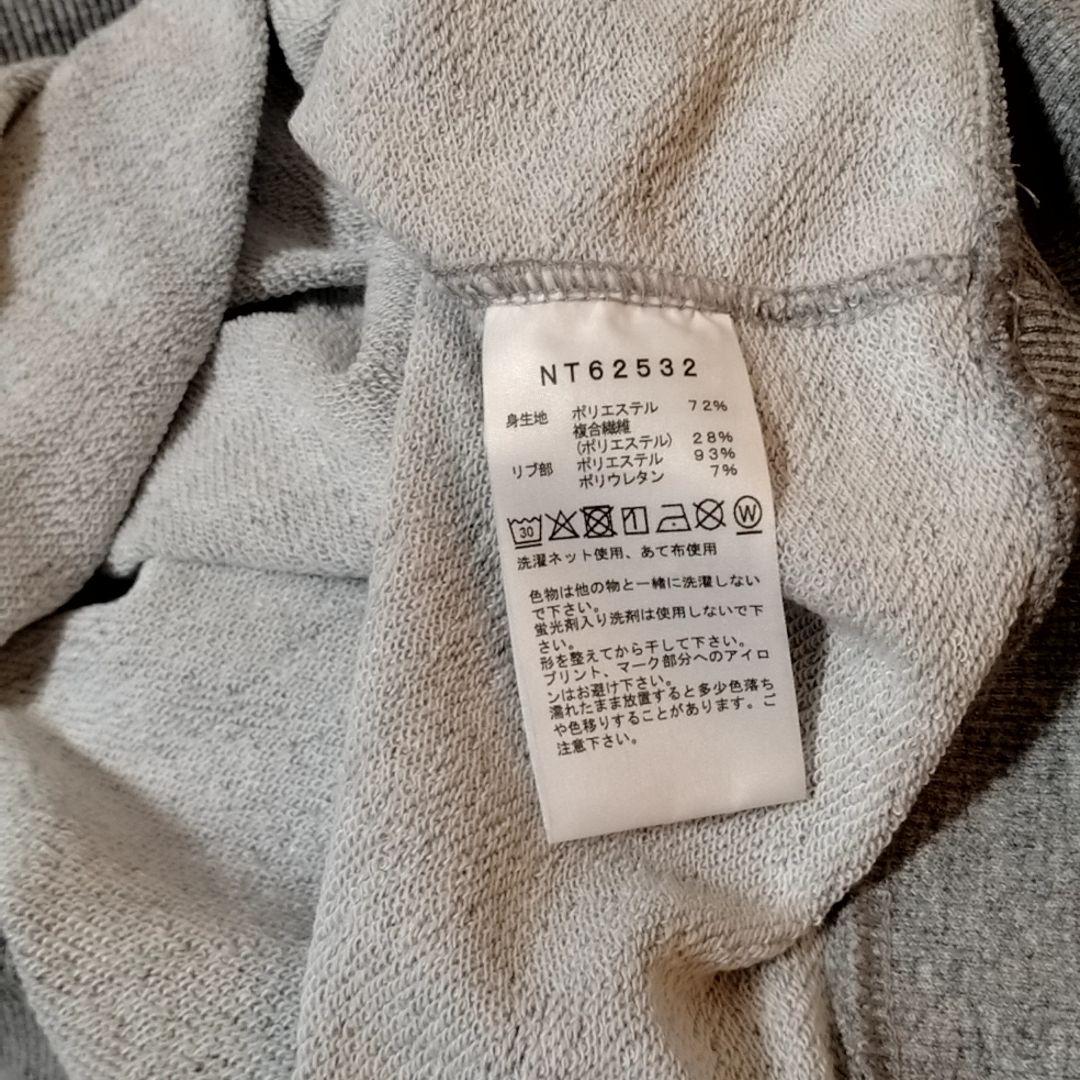 NT62532
身生地 ポリエステル 72%
複合繊維
(ポリエステル) 28%
リブ部 ポリエステル 93%
ポリウレタン 7%
30 W
洗濯ネット使用、あて布使用
色物は他の物と一緒に洗濯しない
で下さい。
蛍光剤入り洗剤は使用しないで下
さい。
形を整えてから干して下さい。
プリント、マーク部分へのアイロ
ンはお避け下さい。
濡れたまま放置すると多少色落ち
や色移りすることがあります。ご
注意下さい。